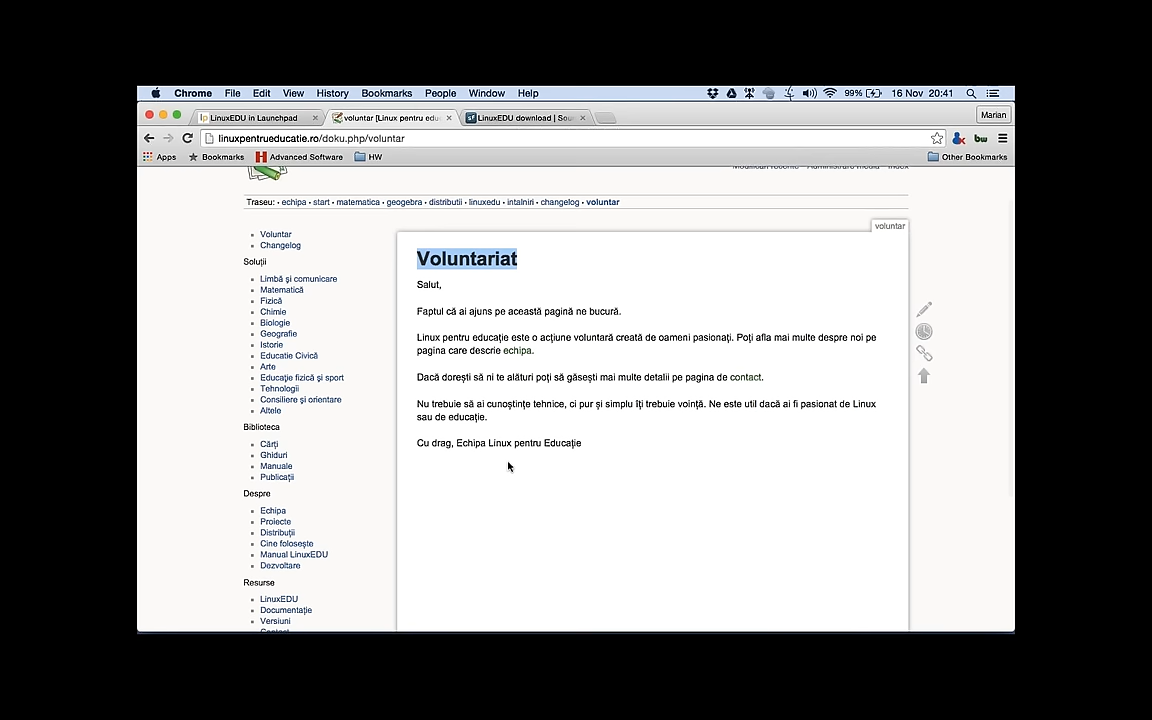 Chrome File Edit View History Bookmarks People Window Help 99% 16 Nov 20:41
LinuxEDU in Launchpad
voluntar [Linux pentru educ
LinuxEDU download | Sou
Marian
linuxpentrueducatie.ro/doku.php/voluntar
Apps Bookmarks Advanced Software HW Other Bookmarks
Traseu: • echipa • start • matematica • geogebra • distributii • linuxedu • intalniri • changelog • voluntar
voluntar
Voluntar
Changelog
Soluții
Limbă și comunicare
Matematică
Fizică
Chimie
Biologie
Geografie
Istorie
Educatie Civică
Arte
Educație fizică și sport
Tehnologii
Consiliere și orientare
Altele
Biblioteca
Cărți
Ghiduri
Manuale
Publicații
Despre
Echipa
Proiecte
Distribuții
Cine folosește
Manual LinuxEDU
Dezvoltare
Resurse
LinuxEDU
Documentație
Versiuni
Voluntariat
Salut,
Faptul că ai ajuns pe această pagină ne bucură.
Linux pentru educație este o acțiune voluntară creată de oameni pasionați. Poți afla mai multe despre noi pe
pagina care descrie echipa.
Dacă dorești să ni te alături poți să găsești mai multe detalii pe pagina de contact.
Nu trebuie să ai cunoștințe tehnice, ci pur și simplu îți trebuie voință. Ne este util dacă ai fi pasionat de Linux
sau de educație.
Cu drag, Echipa Linux pentru Educație